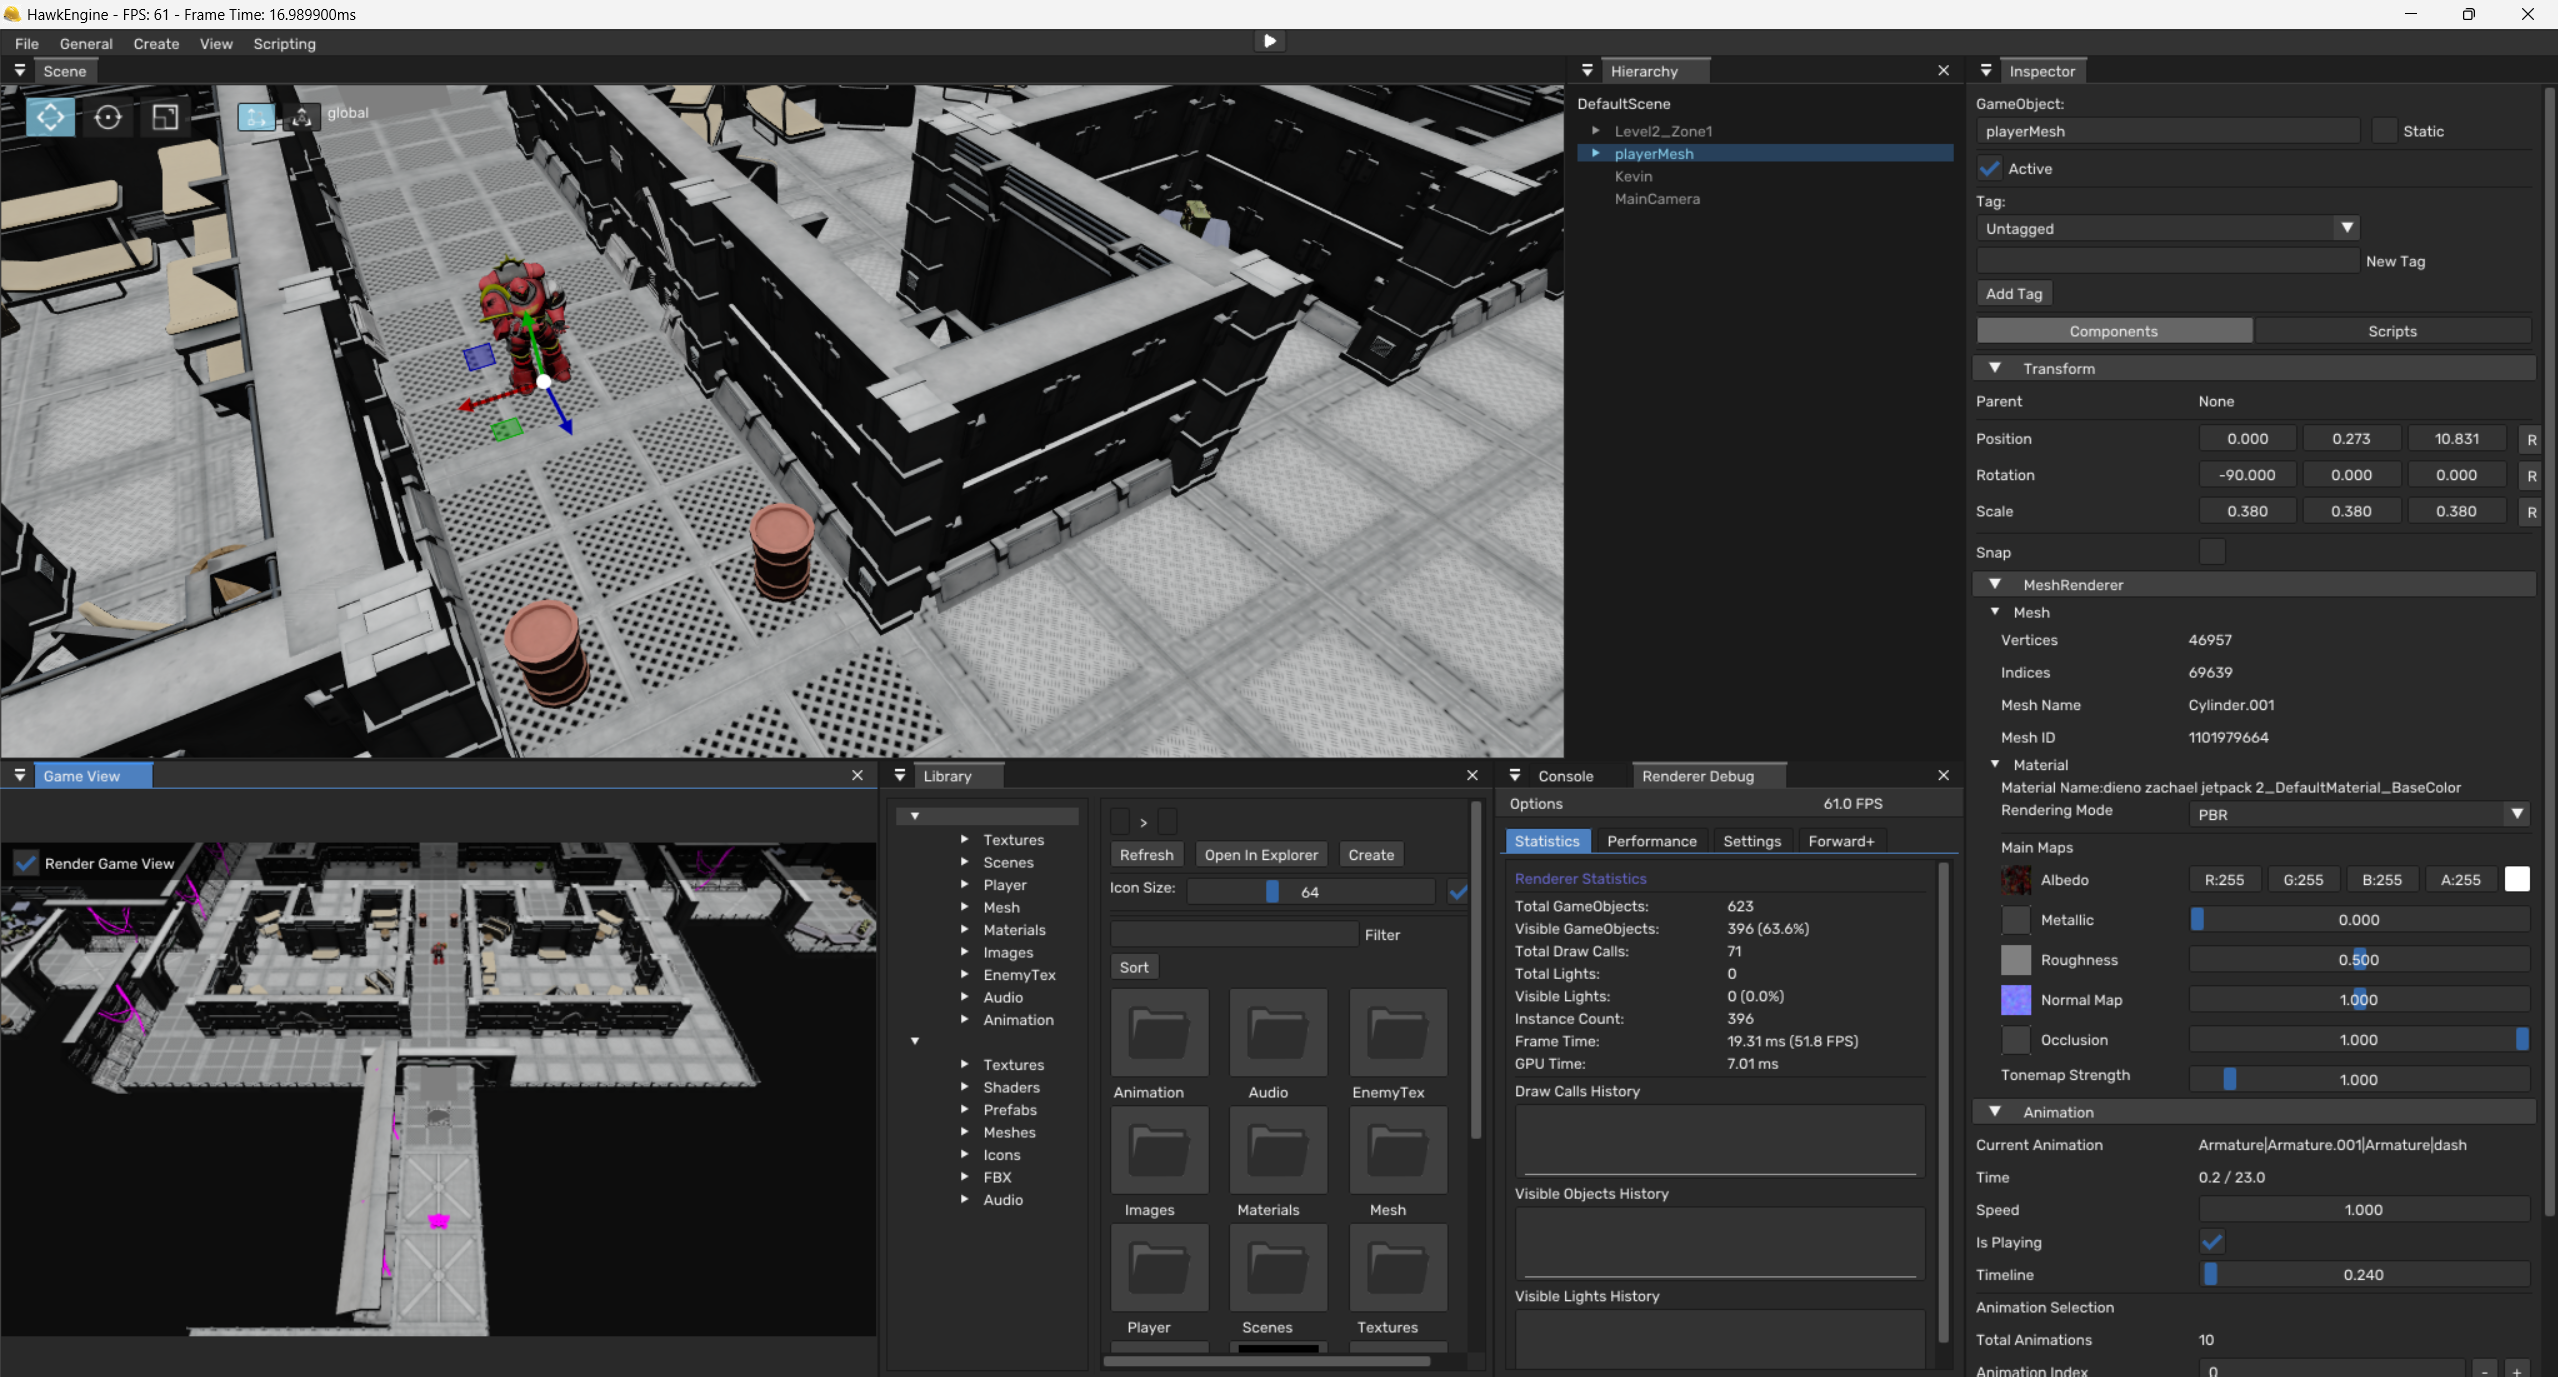 HawkEngine - FPS: 61 - Frame Time: 16.989900ms
File General Create View Scripting
Scene
global
Hierarchy
DefaultScene
Level2_Zone1
playerMesh
Kevin
MainCamera
Inspector
GameObject:
playerMesh Static
Active
Tag:
Untagged
New Tag
Add Tag
Components Scripts
Transform
Parent None
Position 0.000 0.273 10.831 R
Rotation -90.000 0.000 0.000 R
Scale 0.380 0.380 0.380 R
Snap
MeshRenderer
Mesh
Vertices 46957
Indices 69639
Mesh Name Cylinder.001
Mesh ID 1101979664
Material
Material Name:dieno zachael jetpack 2_DefaultMaterial_BaseColor
Rendering Mode PBR
Main Maps
Albedo R:255 G:255 B:255 A:255
Metallic 0.000
Roughness 0.500
Normal Map 1.000
Occlusion 1.000
Tonemap Strength 1.000
Animation
Current Animation Armature|Armature.001|Armature|dash
Time 0.2 / 23.0
Speed 1.000
Is Playing
Timeline 0.240
Animation Selection
Total Animations 10
Animation Index 0 - +
Game View
Render Game View
Library
Textures
Scenes
Player
Mesh
Materials
Images
EnemyTex
Audio
Animation
Textures
Shaders
Prefabs
Meshes
Icons
FBX
Audio
>
Refresh Open In Explorer Create
Icon Size: 64
Filter
Sort
Animation Audio EnemyTex
Images Materials Mesh
Player Scenes Textures
Console Renderer Debug
Options 61.0 FPS
Statistics Performance Settings Forward+
Renderer Statistics
Total GameObjects: 623
Visible GameObjects: 396 (63.6%)
Total Draw Calls: 71
Total Lights: 0
Visible Lights: 0 (0.0%)
Instance Count: 396
Frame Time: 19.31 ms (51.8 FPS)
GPU Time: 7.01 ms
Draw Calls History
Visible Objects History
Visible Lights History